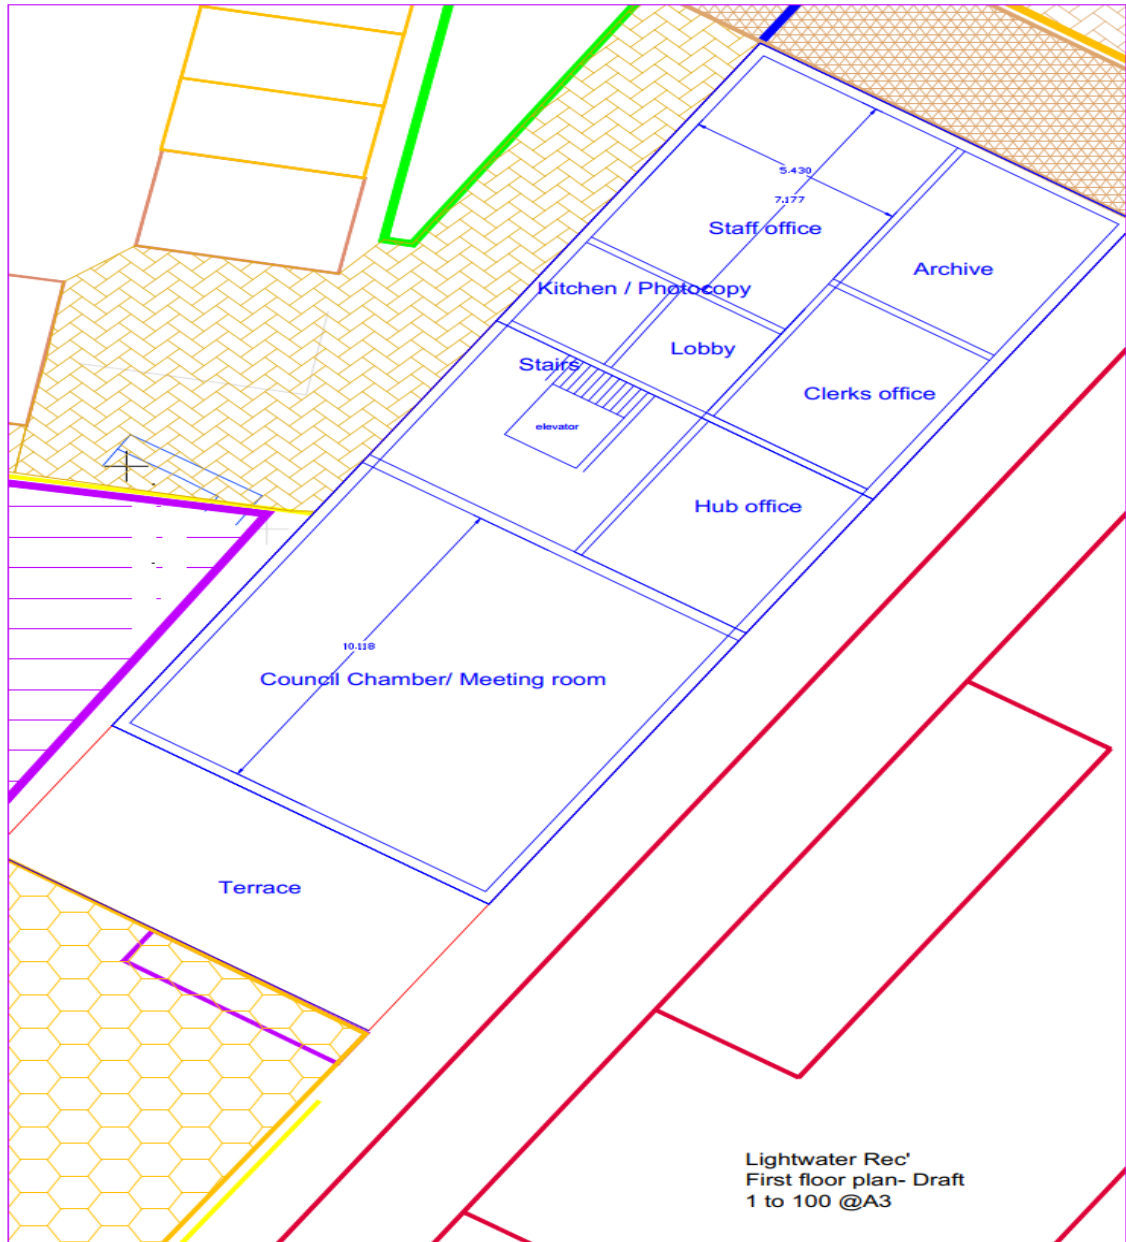 5.430
7.177
Staff office
Archive
Kitchen / Photocopy
Lobby
Stairs
Clerks office
elevator
Hub office
10.118
Council Chamber/ Meeting room
Terrace
Lightwater Rec'
First floor plan- Draft
1 to 100 @A3